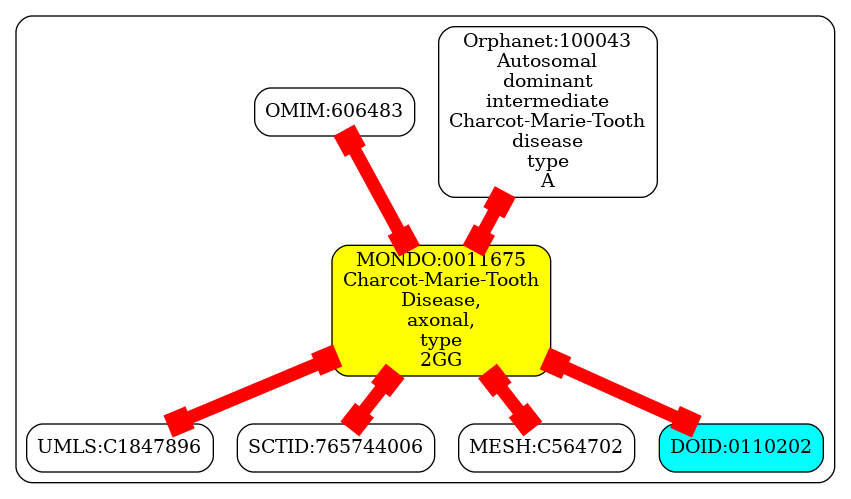 Orphanet:100043
Autosomal
dominant
intermediate
Charcot-Marie-Tooth
disease
type
A
OMIM:606483
MONDO:0011675
Charcot-Marie-Tooth
Disease,
axonal,
type
2GG
UMLS:C1847896
SCTID:765744006
MESH:C564702
DOID:0110202